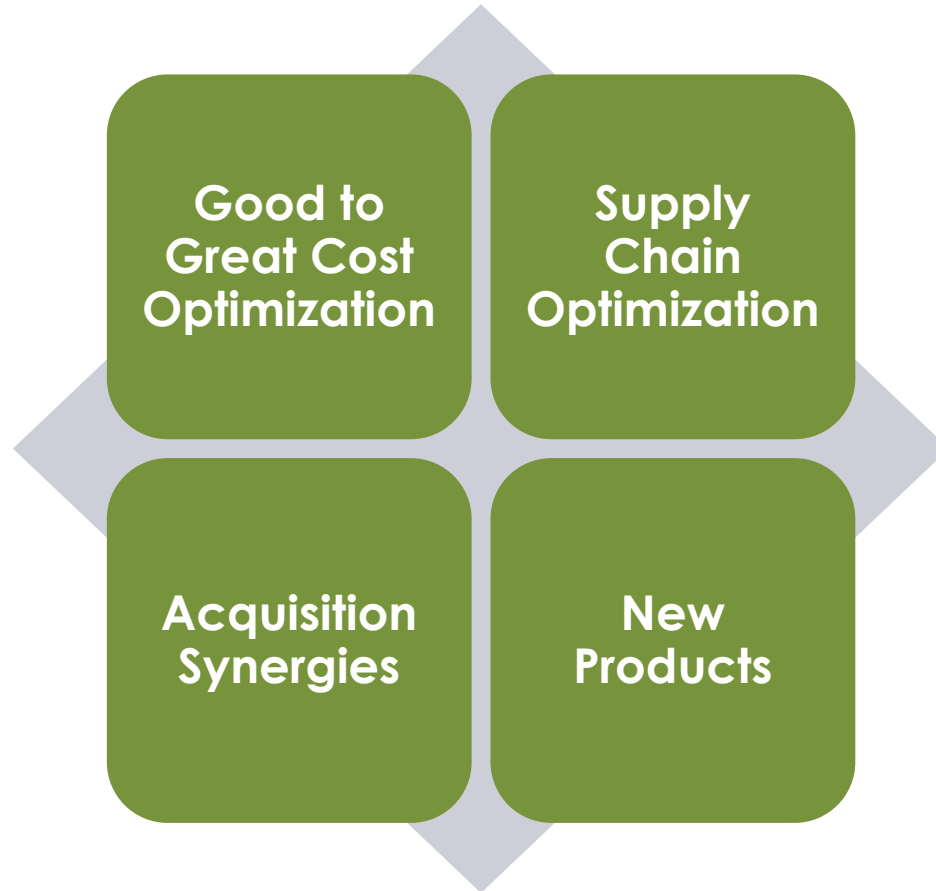 Good to
Great Cost
Optimization
Supply
Chain
Optimization
Acquisition
Synergies
New
Products